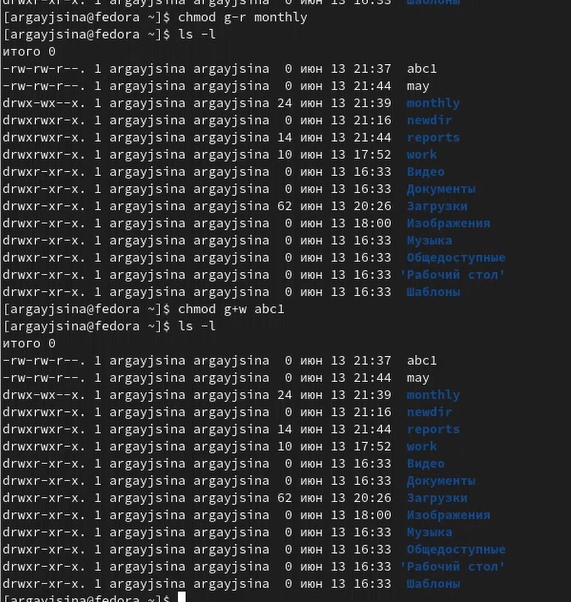 drwxr-xr-x. 1 argayjsina argayjsina  0 июн 13 16:33  Шаблоны
[argayjsina@fedora ~]$ chmod g-r monthly
[argayjsina@fedora ~]$ ls -l
итого 0
-rw-rw-r--. 1 argayjsina argayjsina  0 июн 13 21:37  abc1
-rw-rw-r--. 1 argayjsina argayjsina  0 июн 13 21:44  may
drwx-wx--x. 1 argayjsina argayjsina 24 июн 13 21:39  monthly
drwxrwxr-x. 1 argayjsina argayjsina  0 июн 13 21:16  newdir
drwxrwxr-x. 1 argayjsina argayjsina 14 июн 13 21:44  reports
drwxrwxr-x. 1 argayjsina argayjsina 10 июн 13 17:52  work
drwxr-xr-x. 1 argayjsina argayjsina  0 июн 13 16:33  Видео
drwxr-xr-x. 1 argayjsina argayjsina  0 июн 13 16:33  Документы
drwxr-xr-x. 1 argayjsina argayjsina 62 июн 13 20:26  Загрузки
drwxr-xr-x. 1 argayjsina argayjsina  0 июн 13 18:00  Изображения
drwxr-xr-x. 1 argayjsina argayjsina  0 июн 13 16:33  Музыка
drwxr-xr-x. 1 argayjsina argayjsina  0 июн 13 16:33  Общедоступные
drwxr-xr-x. 1 argayjsina argayjsina  0 июн 13 16:33 'Рабочий стол'
drwxr-xr-x. 1 argayjsina argayjsina  0 июн 13 16:33  Шаблоны
[argayjsina@fedora ~]$ chmod g+w abc1
[argayjsina@fedora ~]$ ls -l
итого 0
-rw-rw-r--. 1 argayjsina argayjsina  0 июн 13 21:37  abc1
-rw-rw-r--. 1 argayjsina argayjsina  0 июн 13 21:44  may
drwx-wx--x. 1 argayjsina argayjsina 24 июн 13 21:39  monthly
drwxrwxr-x. 1 argayjsina argayjsina  0 июн 13 21:16  newdir
drwxrwxr-x. 1 argayjsina argayjsina 14 июн 13 21:44  reports
drwxrwxr-x. 1 argayjsina argayjsina 10 июн 13 17:52  work
drwxr-xr-x. 1 argayjsina argayjsina  0 июн 13 16:33  Видео
drwxr-xr-x. 1 argayjsina argayjsina  0 июн 13 16:33  Документы
drwxr-xr-x. 1 argayjsina argayjsina 62 июн 13 20:26  Загрузки
drwxr-xr-x. 1 argayjsina argayjsina  0 июн 13 18:00  Изображения
drwxr-xr-x. 1 argayjsina argayjsina  0 июн 13 16:33  Музыка
drwxr-xr-x. 1 argayjsina argayjsina  0 июн 13 16:33  Общедоступные
drwxr-xr-x. 1 argayjsina argayjsina  0 июн 13 16:33 'Рабочий стол'
drwxr-xr-x. 1 argayjsina argayjsina  0 июн 13 16:33  Шаблоны
[argayjsina@fedora ~]$